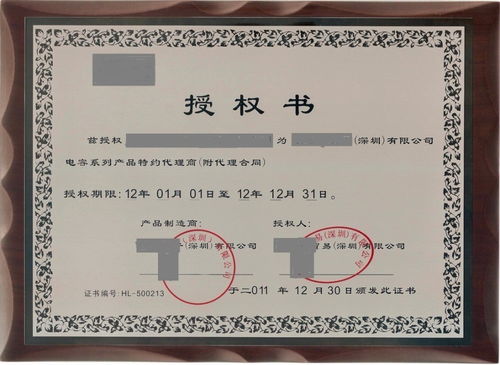 授权书
兹授权 为 (深圳)有限公司
电容系列产品特约代理商(附代理合同)
授权期限:12年 01月 01日至 12年 12月 31日。
产品制造商: 授权人:
(深圳)有限公司 贸易(深圳)有限公司
证书编号:HL-500213 于二011 年 12 月 30日颁发此证书